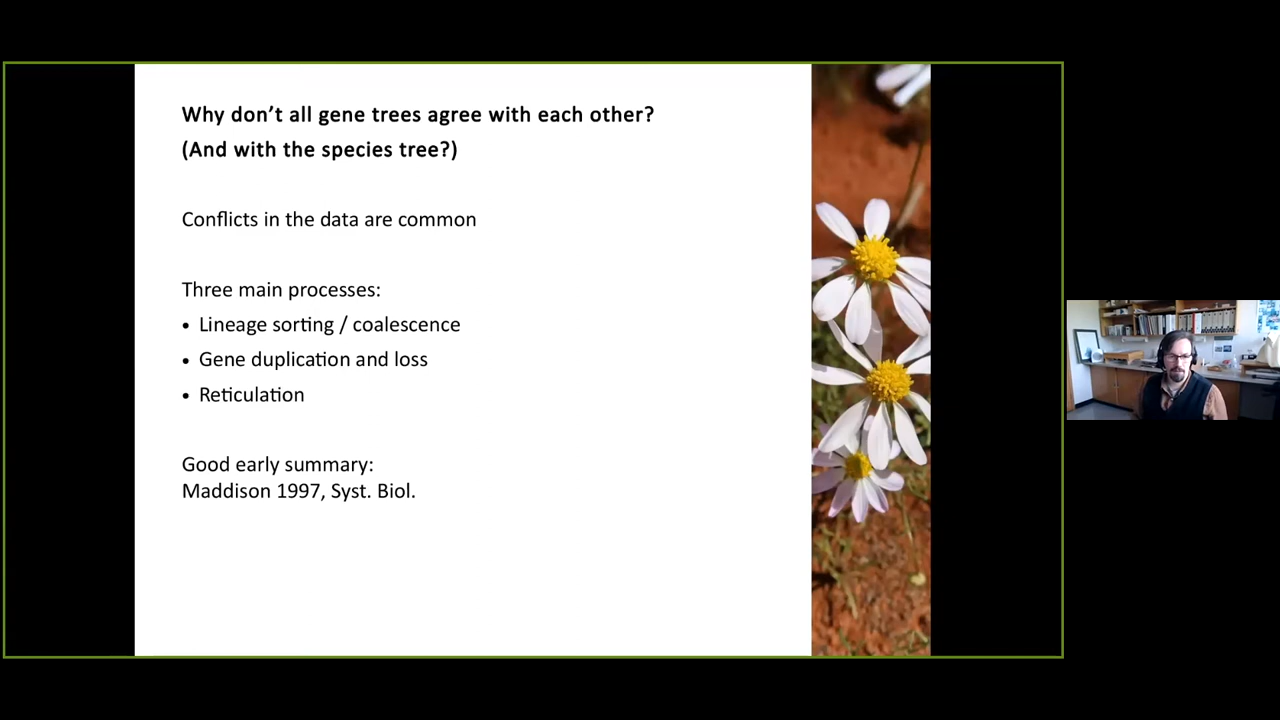 Why don’t all gene trees agree with each other?
(And with the species tree?)
Conflicts in the data are common
Three main processes:
• Lineage sorting / coalescence
• Gene duplication and loss
• Reticulation
Good early summary:
Maddison 1997, Syst. Biol.